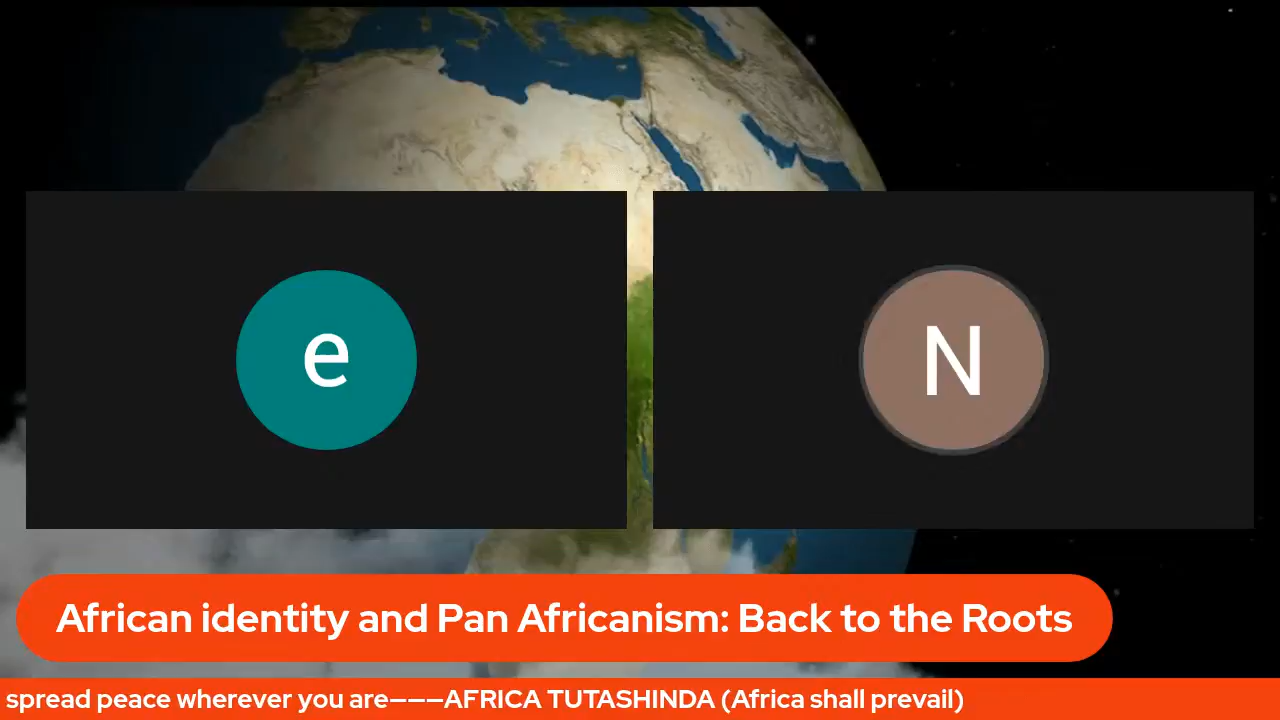 e
N
African identity and Pan Africanism: Back to the Roots
spread peace wherever you are———AFRICA TUTASHINDA (Africa shall prevail)